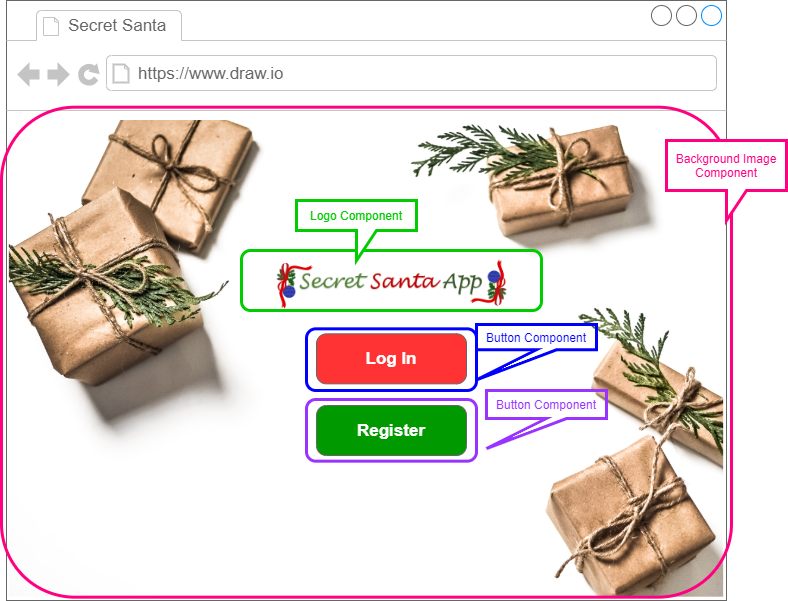 Secret Santa
https://www.draw.io
Background Image
Component
Logo Component
Secret Santa App
Button Component
Log In
Button Component
Register